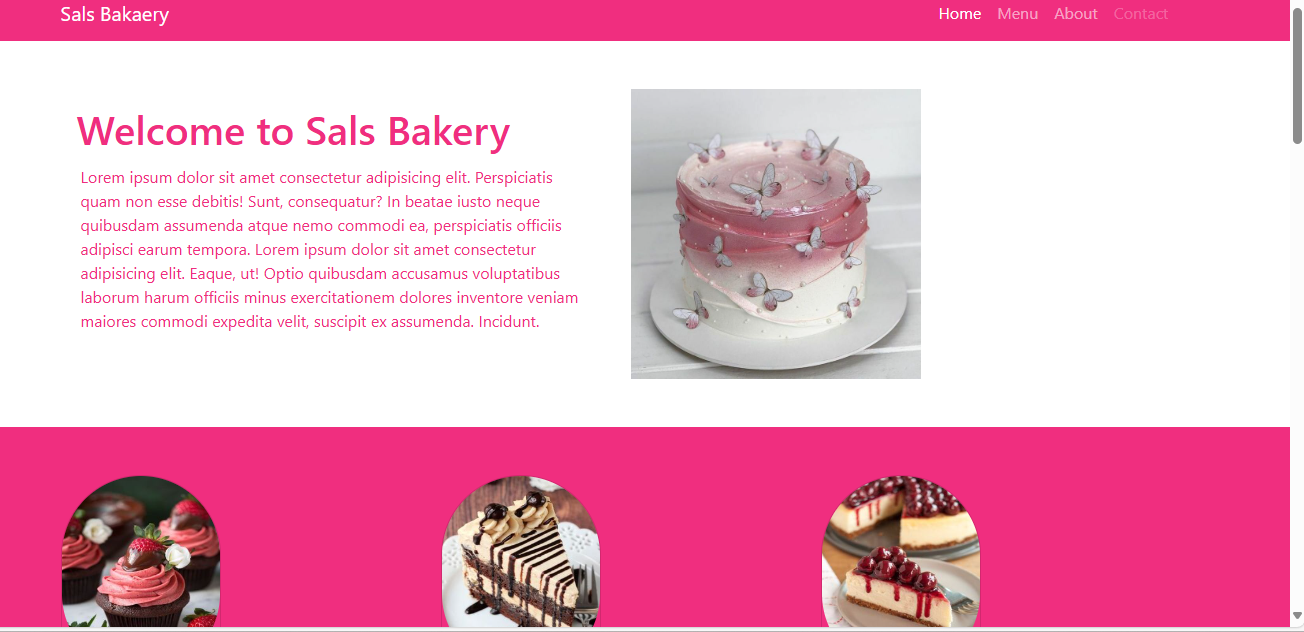 Sals Bakaery
Home Menu About Contact
Welcome to Sals Bakery
Lorem ipsum dolor sit amet consectetur adipisicing elit. Perspiciatis
quam non esse debitis! Sunt, consequatur? In beatae iusto neque
quibusdam assumenda atque nemo commodi ea, perspiciatis officiis
adipisci earum tempora. Lorem ipsum dolor sit amet consectetur
adipisicing elit. Eaque, ut! Optio quibusdam accusamus voluptatibus
laborum harum officiis minus exercitationem dolores inventore veniam
maiores commodi expedita velit, suscipit ex assumenda. Incidunt.